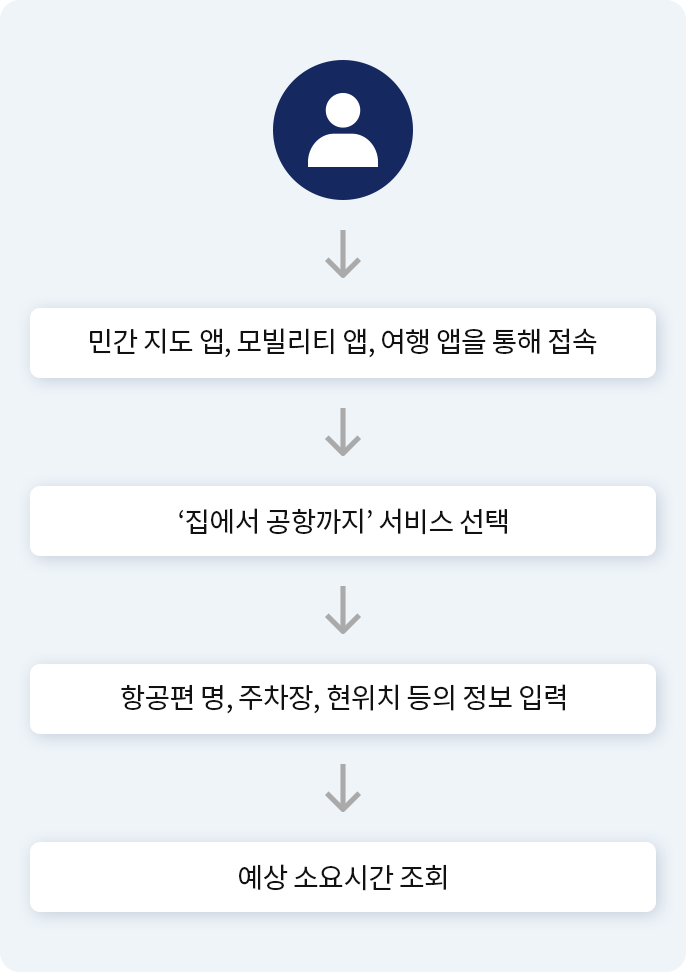 민간 지도 앱, 모빌리티 앱, 여행 앱을 통해 접속
‘집에서 공항까지’ 서비스 선택
항공편 명, 주차장, 현위치 등의 정보 입력
예상 소요시간 조회